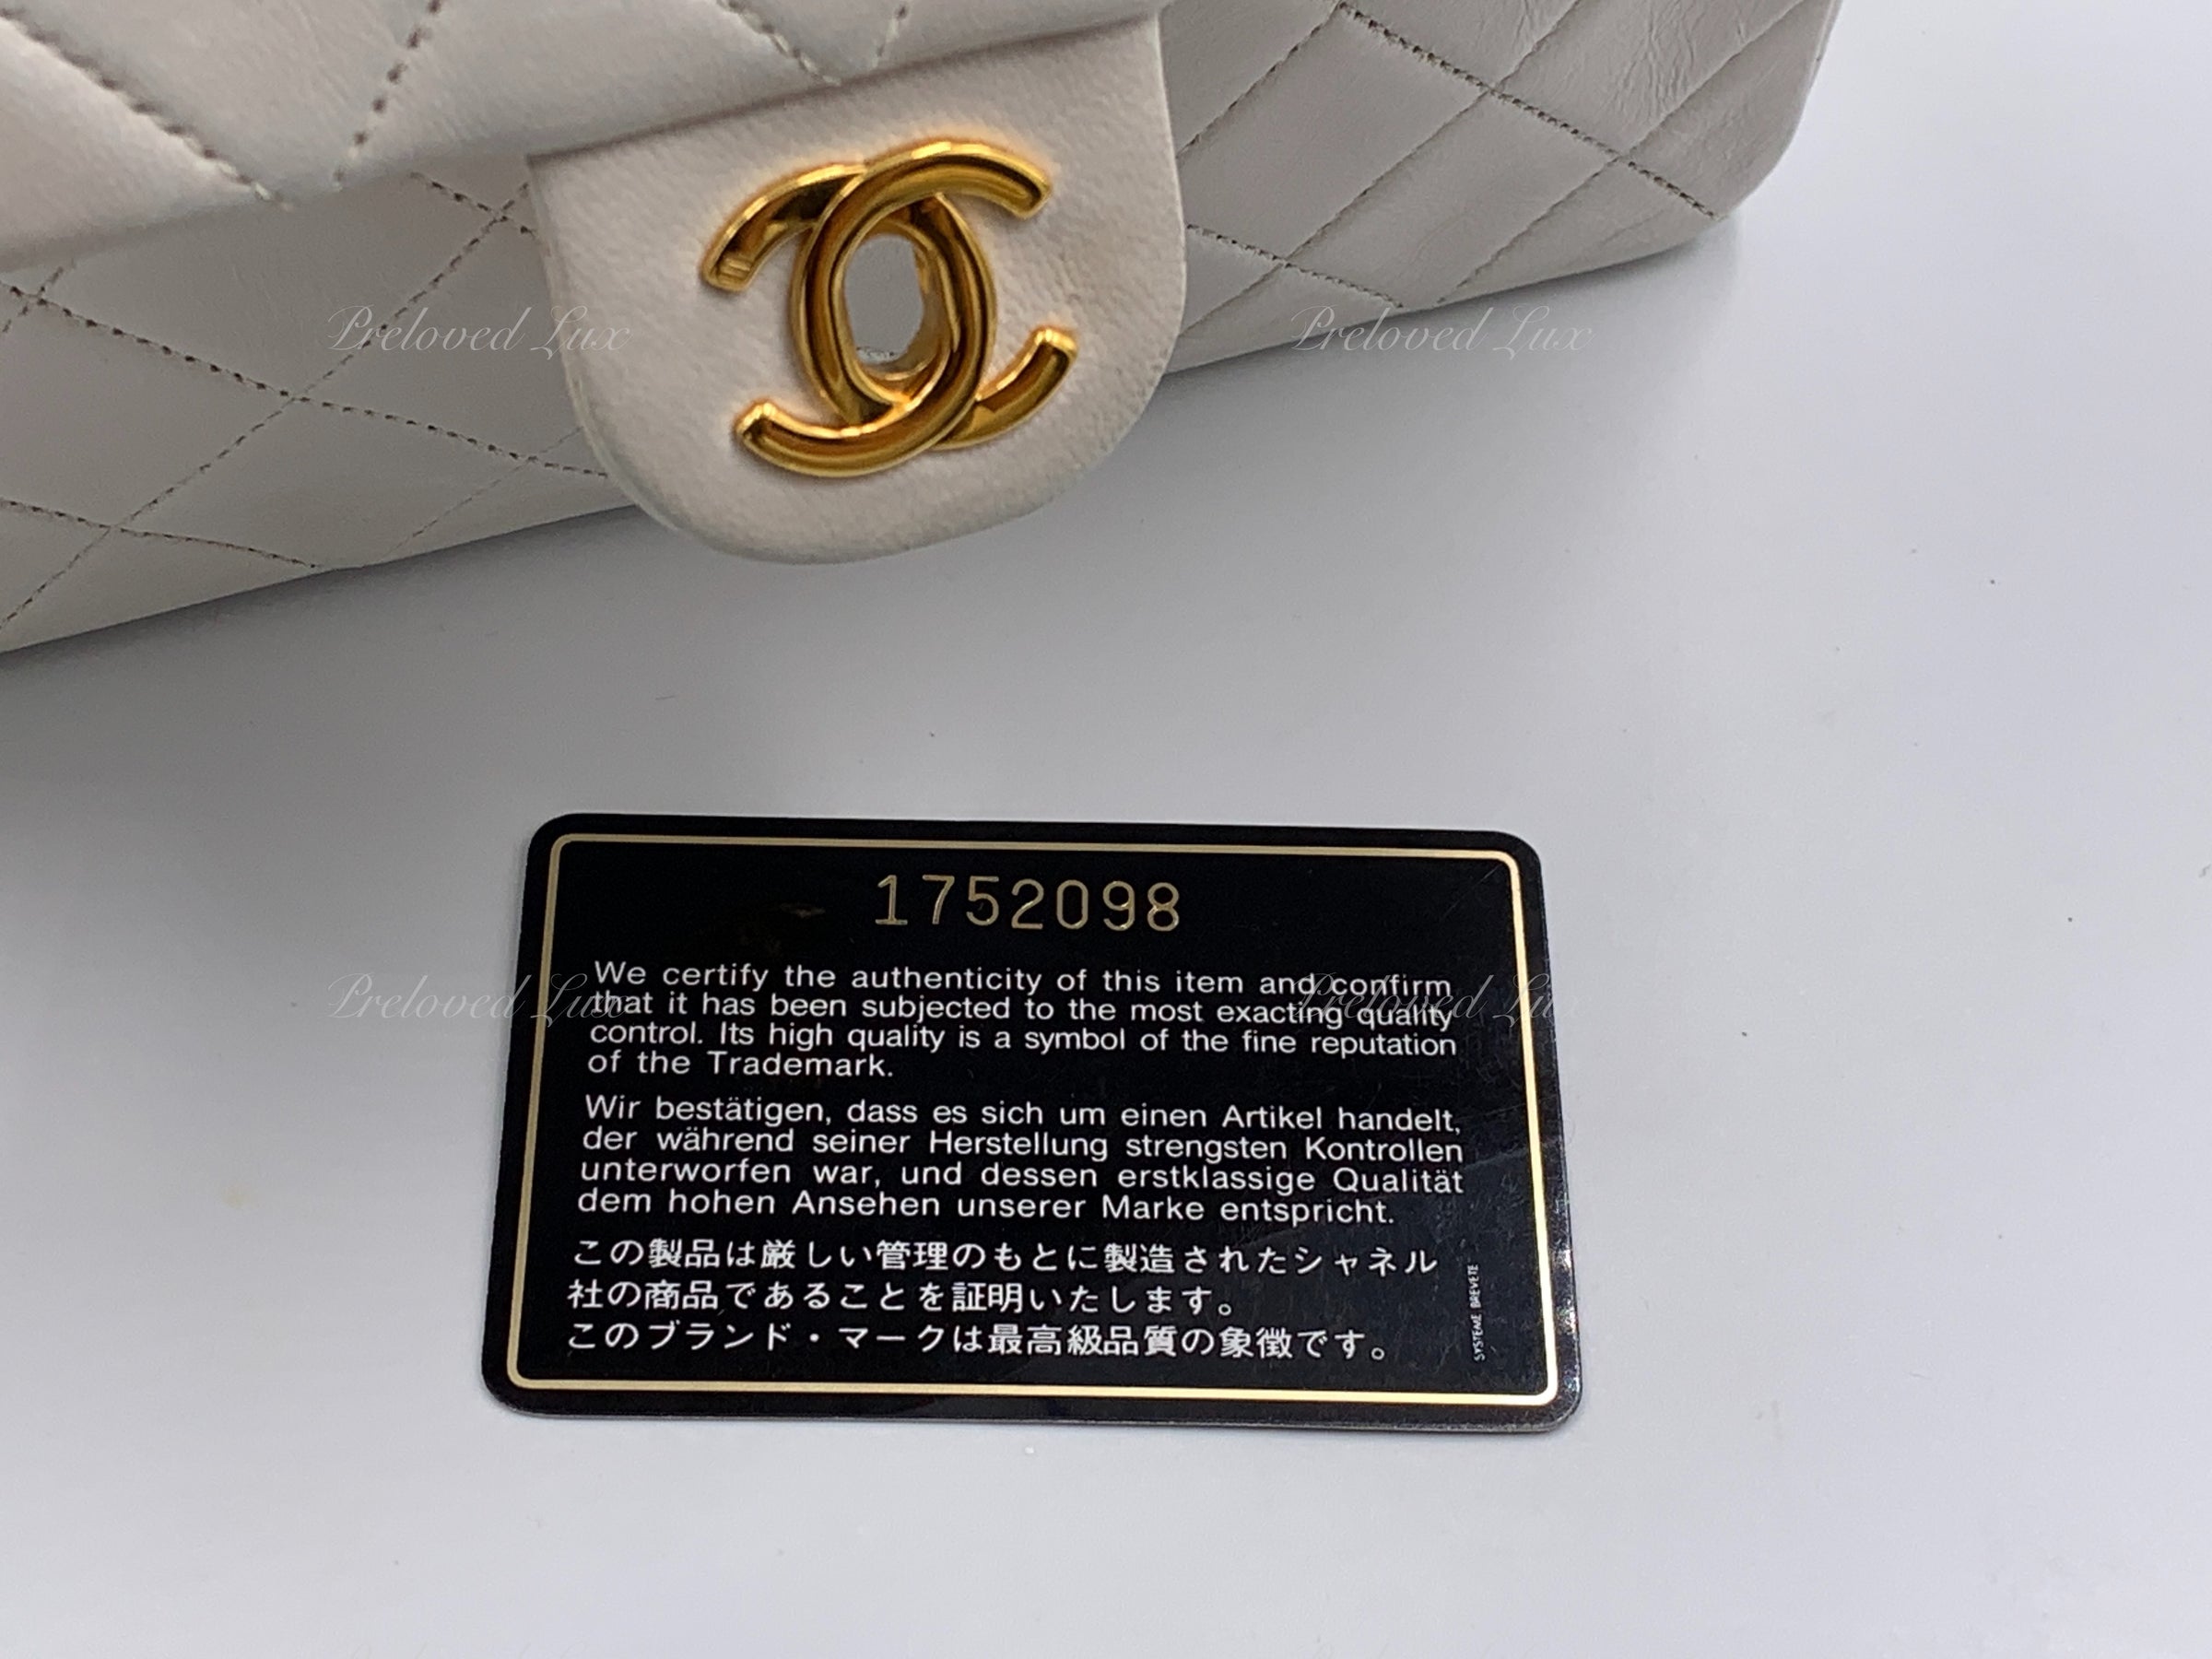 Preloved Lux Preloved Lux
1752098
We certify the authenticity of this item and confirm
that it has been subjected to the most exacting quality
control. Its high quality is a symbol of the fine reputation
of the Trademark.
Wir bestätigen, dass es sich um einen Artikel handelt,
der während seiner Herstellung strengsten Kontrollen
unterworfen war, und dessen erstklassige Qualität
dem hohen Ansehen unserer Marke entspricht.
この製品は厳しい管理のもとに製造されたシャネル
社の商品であることを証明いたします。
このブランド・マークは最高級品質の象徴です。
SYSTEME BREVETE
Preloved Lux Preloved Lux